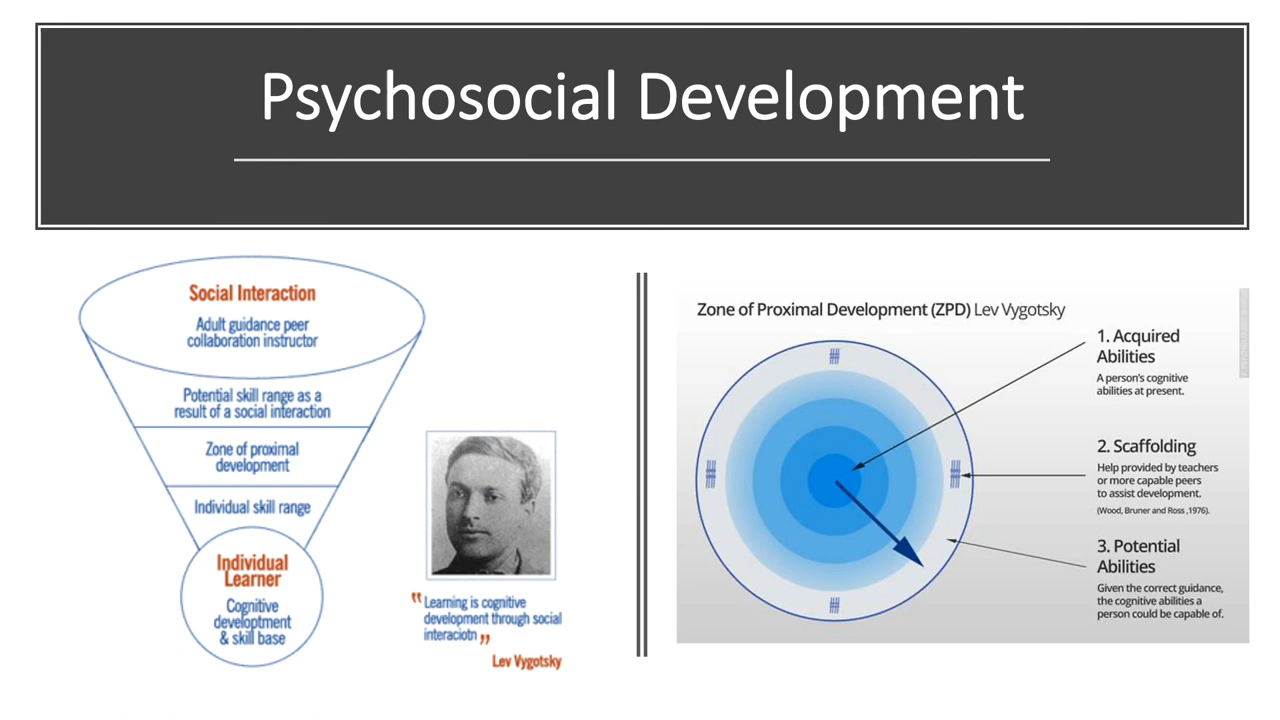 Psychosocial Development
Social Interaction
Adult guidance peer
collaboration instructor
Potential skill range as a
result of a social interaction
Zone of proximal
development
Individual skill range
Individual
Learner
Cognitive
developtment
& skill base
"Learning is cognitive
development through social
interaciotn"
Lev Vygotsky
Zone of Proximal Development (ZPD) Lev Vygotsky
1. Acquired
Abilities
A person's cognitive
abilities at present.
2. Scaffolding
Help provided by teachers
or more capable peers
to assist development.
(Wood, Bruner and Ross ,1976).
3. Potential
Abilities
Given the correct guidance,
the cognitive abilities a
person could be capable of.